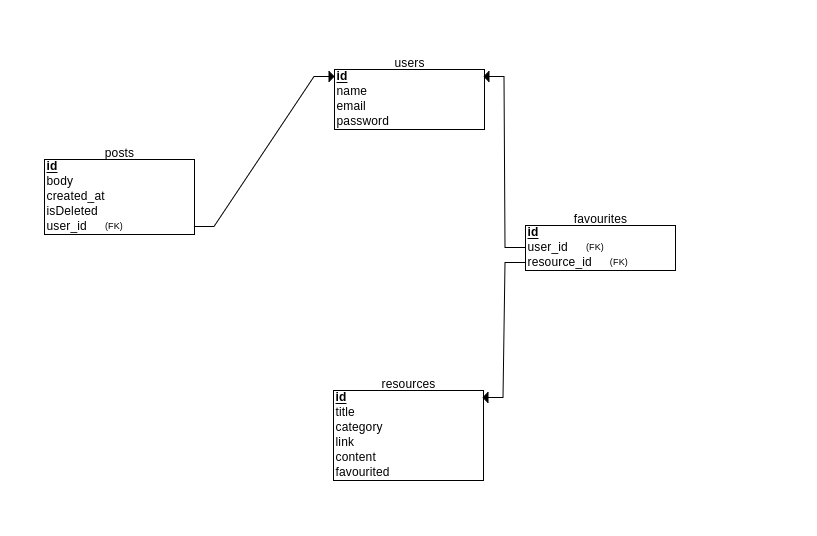 users
id
name
email
password
posts
id
body
created_at
isDeleted
user_id (FK)
favourites
id
user_id (FK)
resource_id (FK)
resources
id
title
category
link
content
favourited